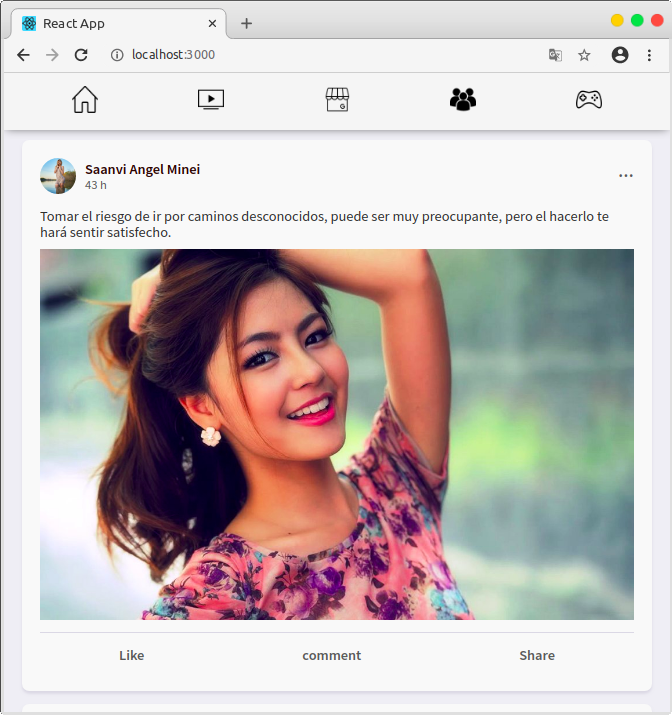 React App
localhost:3000
G
Saanvi Angel Minei
43 h
Tomar el riesgo de ir por caminos desconocidos, puede ser muy preocupante, pero el hacerlo te
hará sentir satisfecho.
Like comment Share